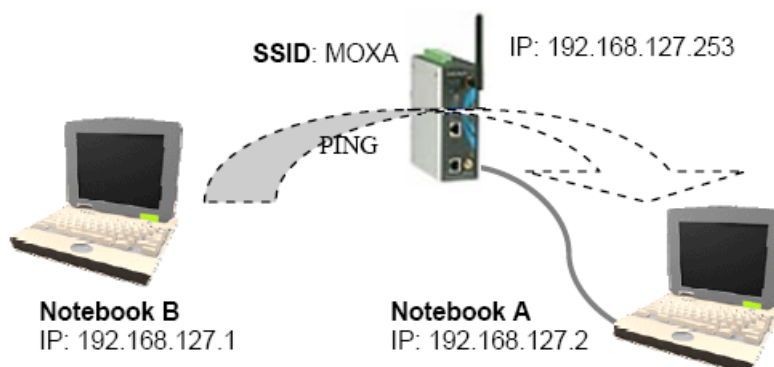 SSID: MOXA
IP: 192.168.127.253
PING
Notebook B
IP: 192.168.127.1
Notebook A
IP: 192.168.127.2